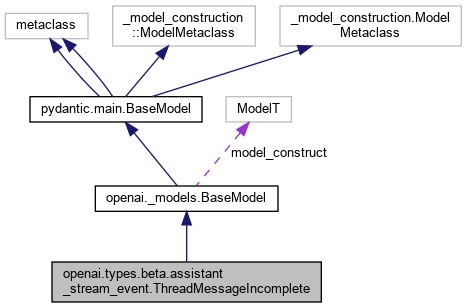 metaclass
_model_construction
::ModelMetaclass
_model_construction.Model
Metaclass
pydantic.main.BaseModel
ModelT
model_construct
openai._models.BaseModel
openai.types.beta.assistant
_stream_event.ThreadMessageIncomplete